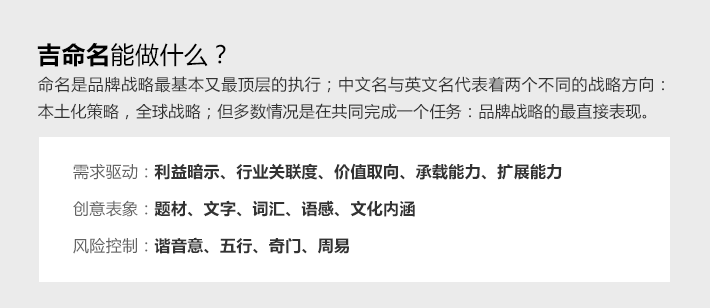 吉命名能做什么？
命名是品牌战略最基本又最顶层的执行；中文名与英文名代表着两个不同的战略方向：
本土化策略，全球战略；但多数情况是在共同完成一个任务：品牌战略的最直接表现。
需求驱动：利益暗示、行业关联度、价值取向、承载能力、扩展能力
创意表象：题材、文字、词汇、语感、文化内涵
风险控制：谐音意、五行、奇门、周易